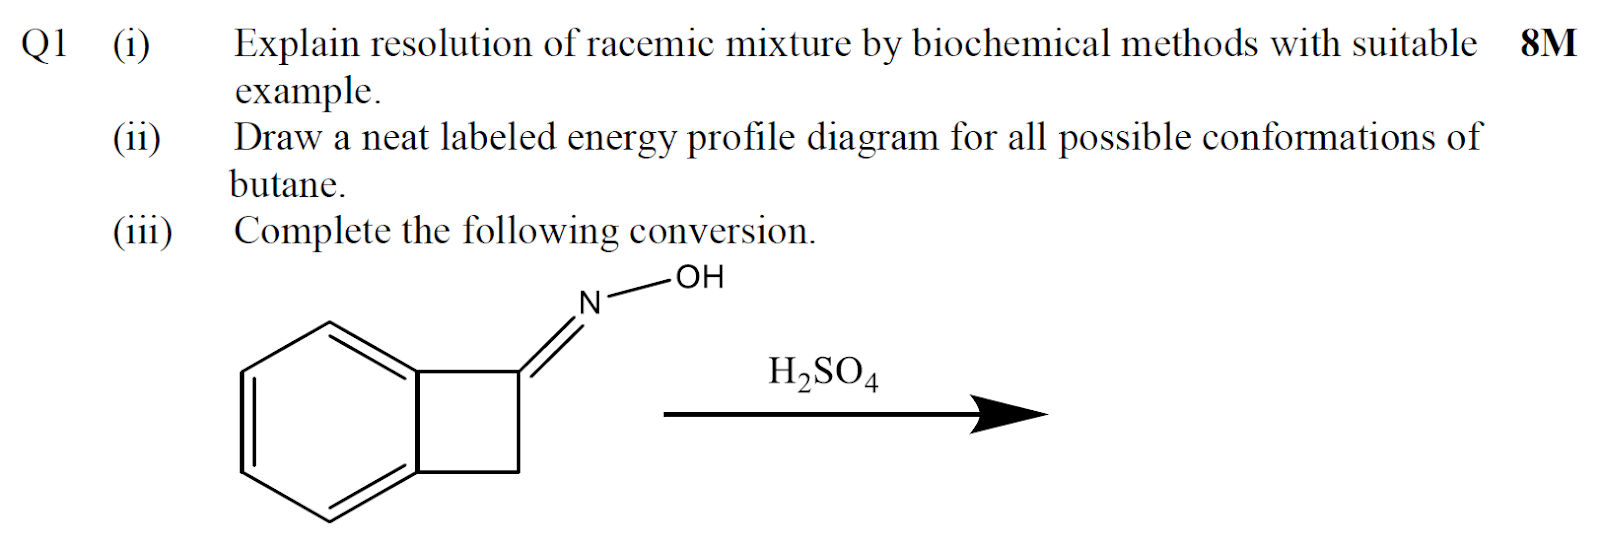 Q1 (i) Explain resolution of racemic mixture by biochemical methods with suitable 8M
example.
(ii) Draw a neat labeled energy profile diagram for all possible conformations of
butane.
(iii) Complete the following conversion.
OH
N
H₂SO₄